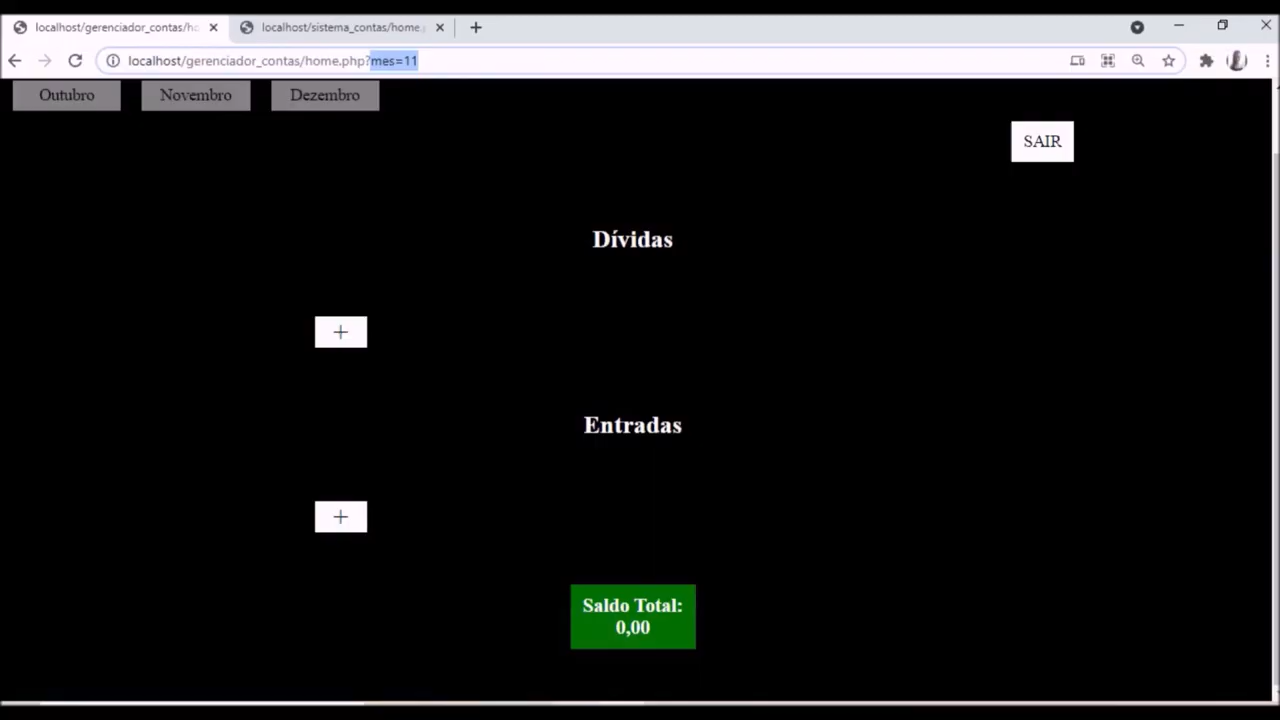 localhost/gerenciador_contas/ho
localhost/sistema_contas/home.p
localhost/gerenciador_contas/home.php?mes=11
Outubro
Novembro
Dezembro
SAIR
Dívidas
+
Entradas
+
Saldo Total:
0,00